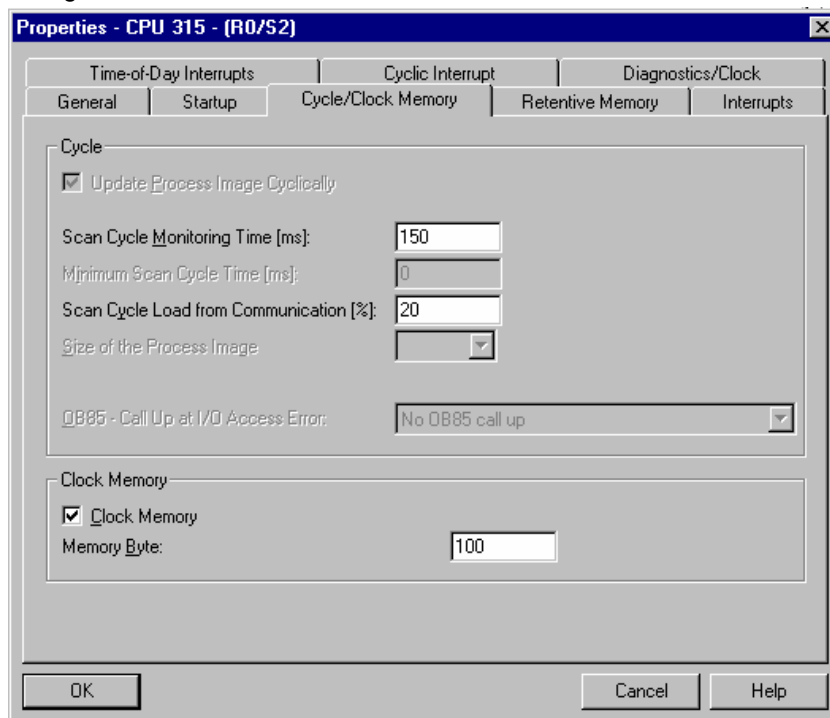 Properties - CPU 315 - (R0/S2)
Time-of-Day Interrupts Cyclic Interrupt Diagnostics/Clock
General Startup Cycle/Clock Memory Retentive Memory Interrupts
Cycle
Update Process Image Cyclically
Scan Cycle Monitoring Time [ms]: 150
Minimum Scan Cycle Time [ms]: 0
Scan Cycle Load from Communication [%]: 20
Size of the Process Image
OB85 - Call Up at I/O Access Error: No OB85 call up
Clock Memory
Clock Memory
Memory Byte: 100
OK Cancel Help